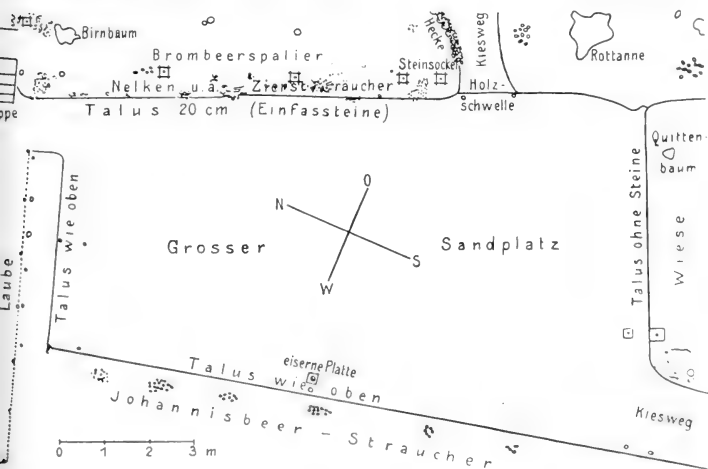 Birnbaum
Hecke
Kiesweg
Rottanne
Brombeerspalier
Steinsockel
Nelken u.a. Zierstraeucher
Holz-
schwelle
Talus 20 cm (Einfassteine)
Quitten-
baum
Talus ohne Steine
Wiese
Laube
Talus wie oben
O
N
S
W
Grosser Sandplatz
eiserne Platte
Talus wie oben
Johannisbeer - Straucher
Kiesweg
0 1 2 3 m